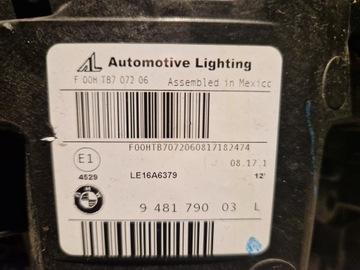 AL Automotive Lighting
F 00H TB7 072 06 Assembled in Mexico
F00HTB7072060817182474
E1 08.17.1
4529 LE16A6379 12'
9 481 790 03 L